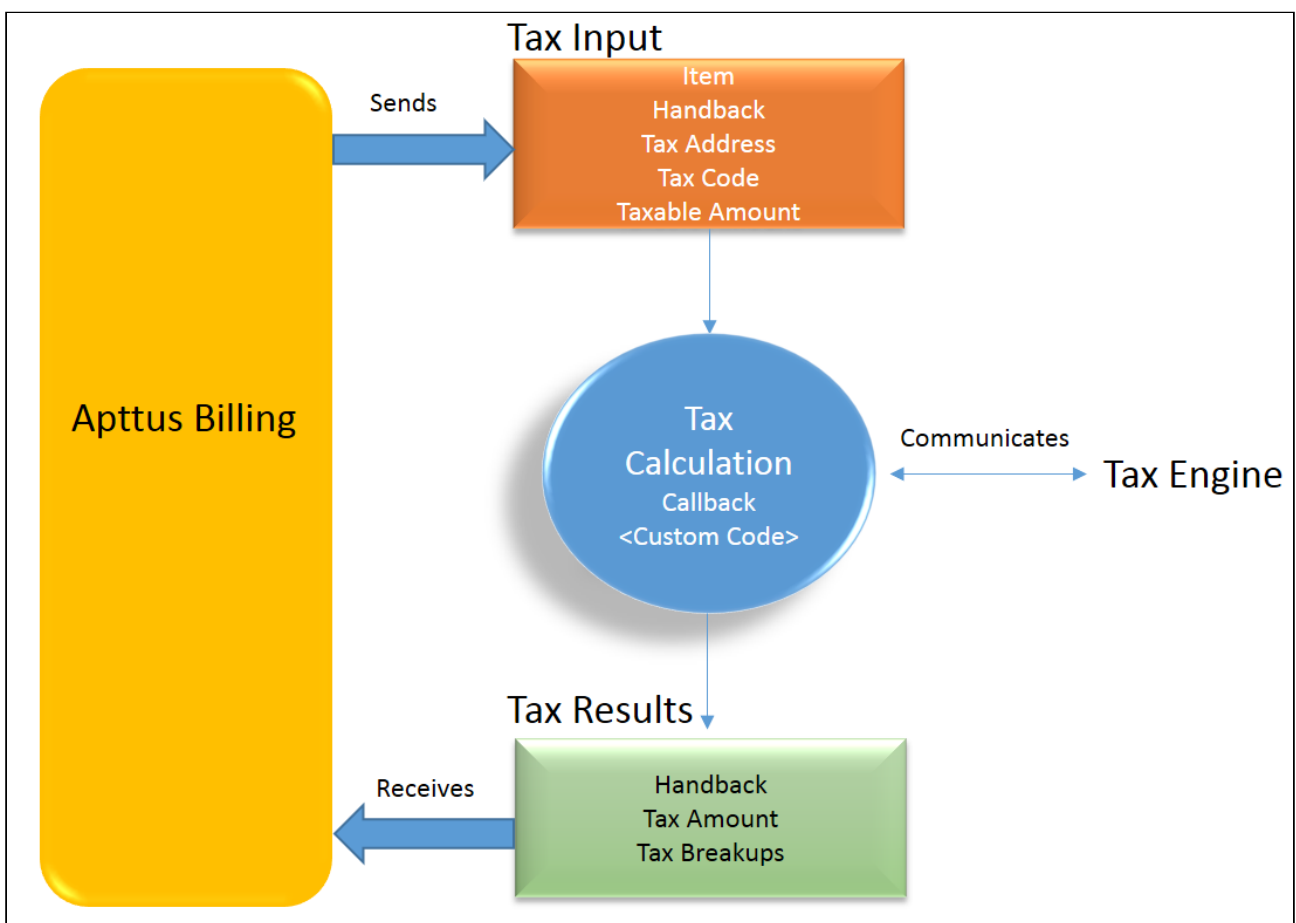 Tax Input
Sends
Item
Handback
Tax Address
Tax Code
Taxable Amount
Apttus Billing
Tax
Calculation
Callback
<Custom Code>
Communicates
Tax Engine
Tax Results
Receives
Handback
Tax Amount
Tax Breakups